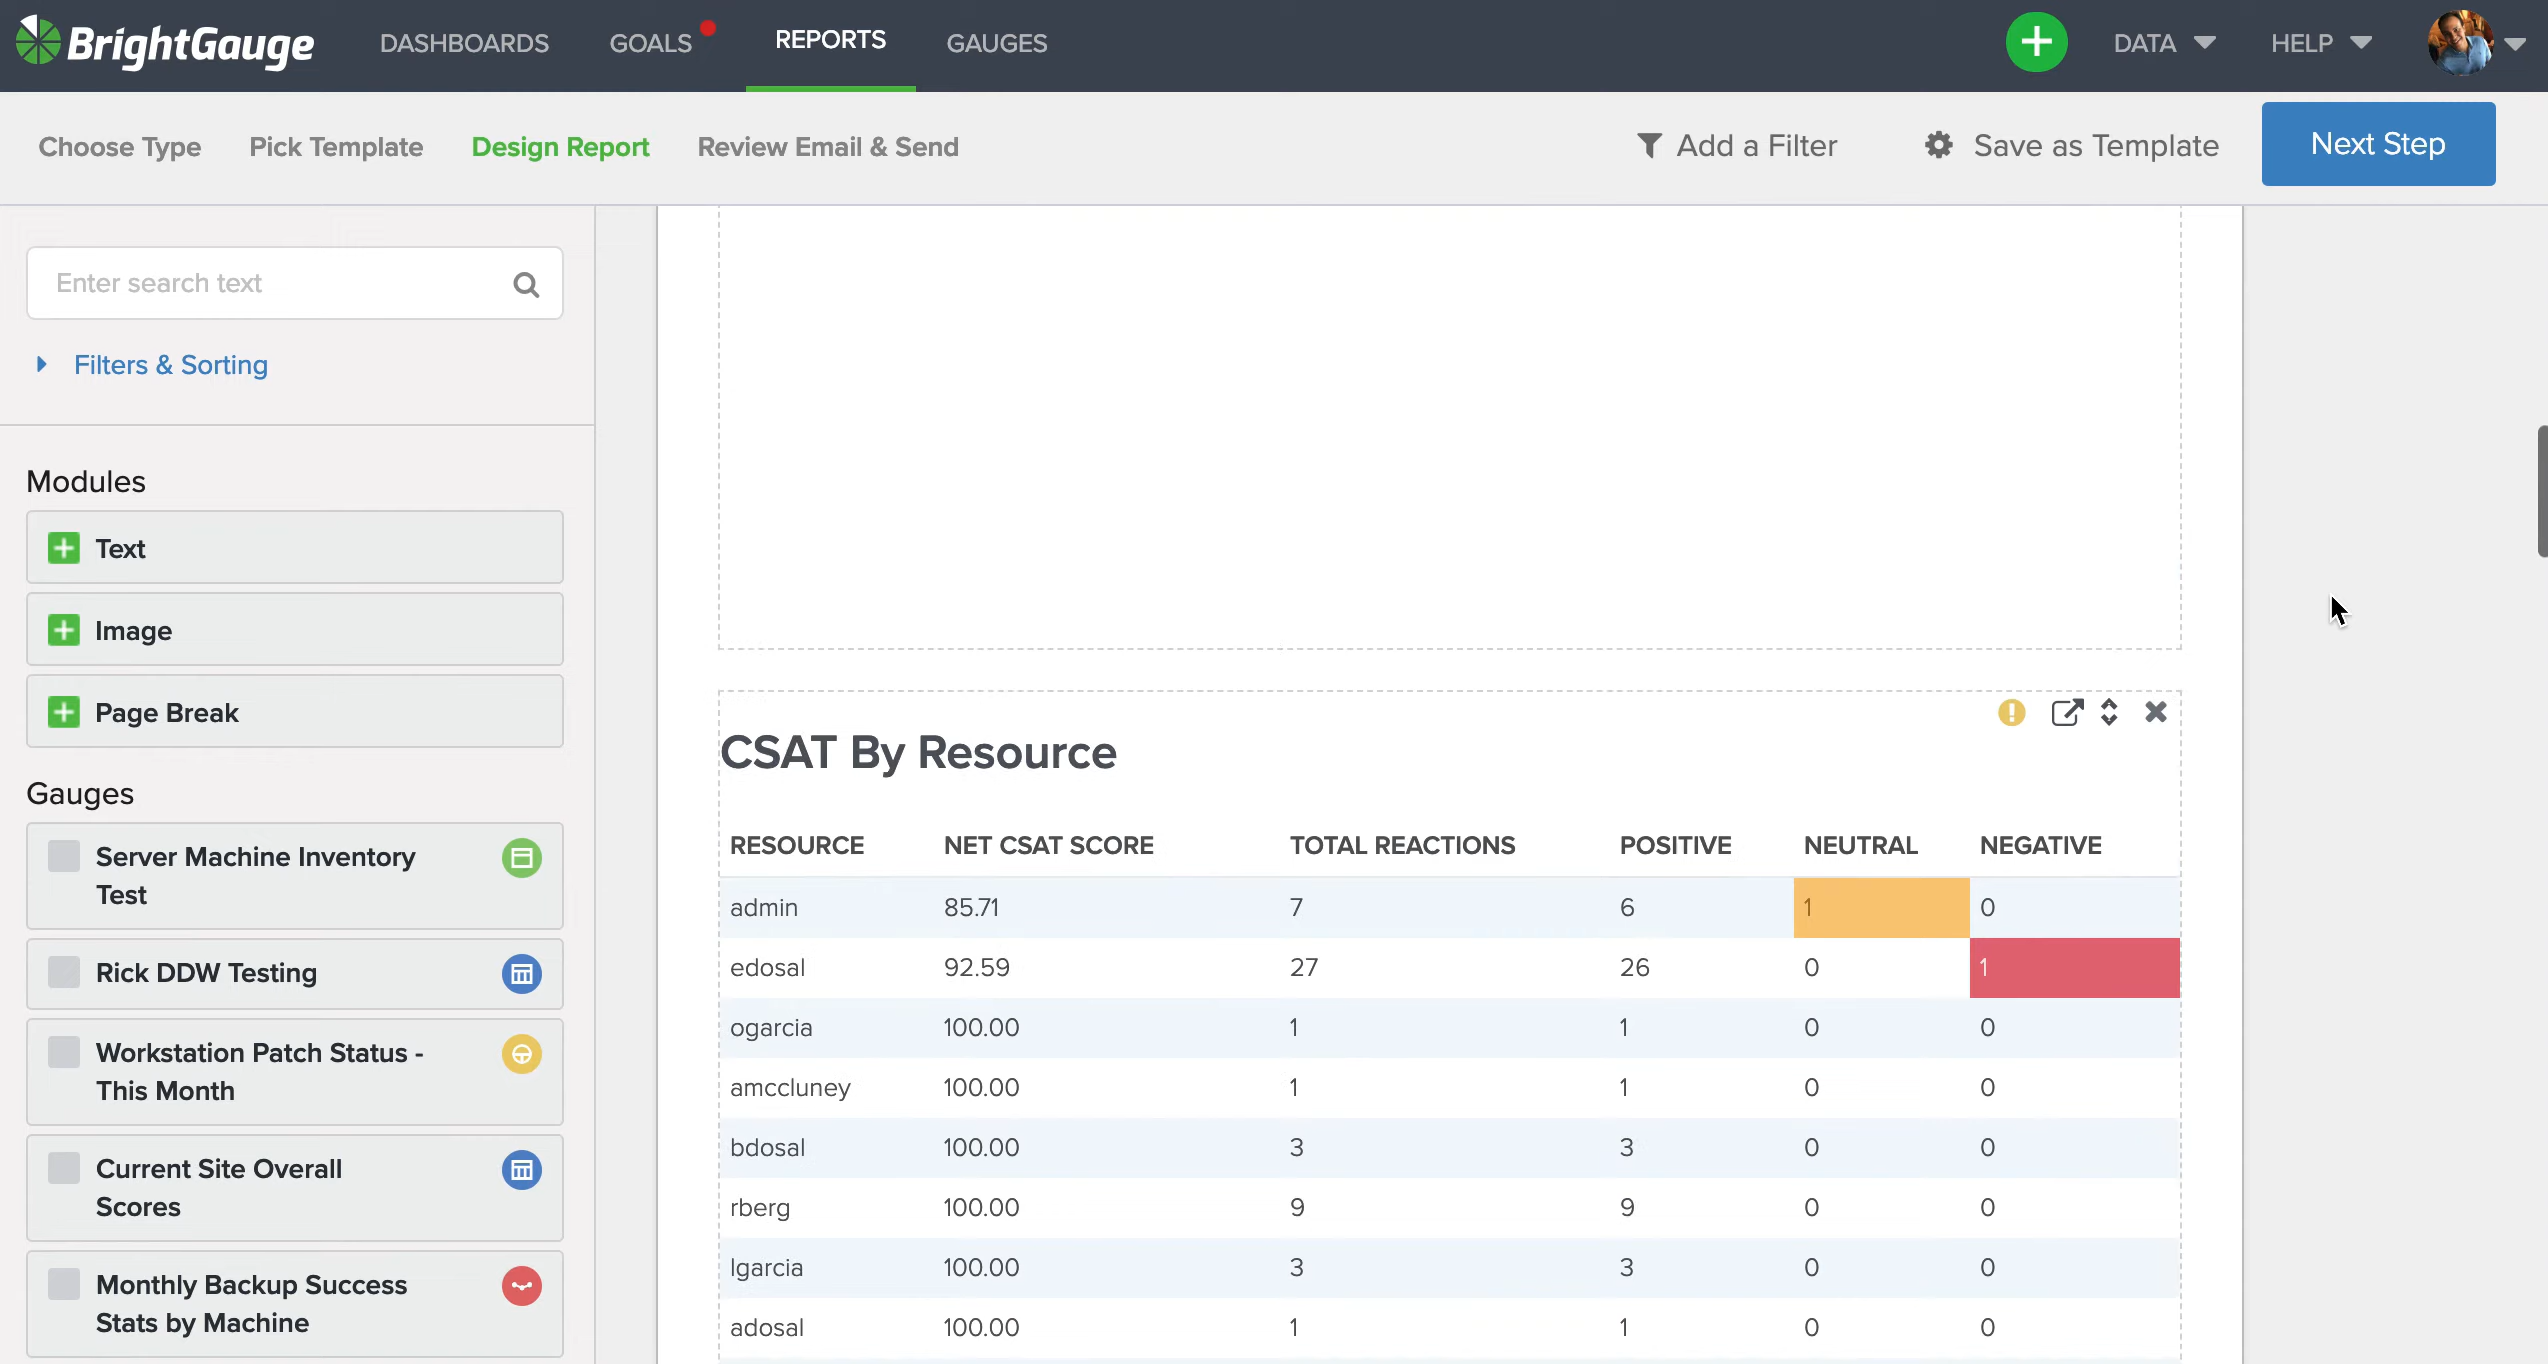 BrightGauge
DASHBOARDS
GOALS
REPORTS
GAUGES
DATA
HELP
Choose Type
Pick Template
Design Report
Review Email & Send
Add a Filter
Save as Template
Next Step
Enter search text
Filters & Sorting
Modules
Text
Image
Page Break
Gauges
Server Machine Inventory
Test
Rick DDW Testing
Workstation Patch Status -
This Month
Current Site Overall
Scores
Monthly Backup Success
Stats by Machine
CSAT By Resource
RESOURCE NET CSAT SCORE TOTAL REACTIONS POSITIVE NEUTRAL NEGATIVE
admin 85.71 7 6 1 0
edosal 92.59 27 26 0 1
ogarcia 100.00 1 1 0 0
amccluney 100.00 1 1 0 0
bdosal 100.00 3 3 0 0
rberg 100.00 9 9 0 0
lgarcia 100.00 3 3 0 0
adosal 100.00 1 1 0 0